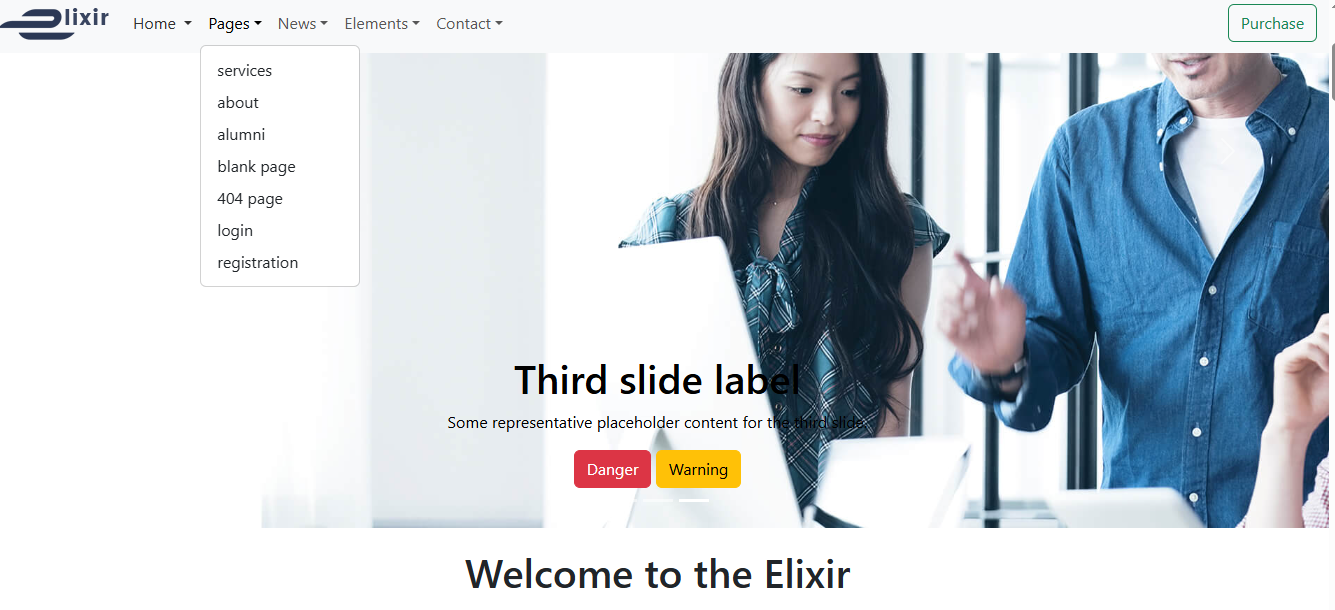 Elixir Home Pages News Elements Contact Purchase
services
about
alumni
blank page
404 page
login
registration
Third slide label
Some representative placeholder content for the third slide.
Danger Warning
Welcome to the Elixir